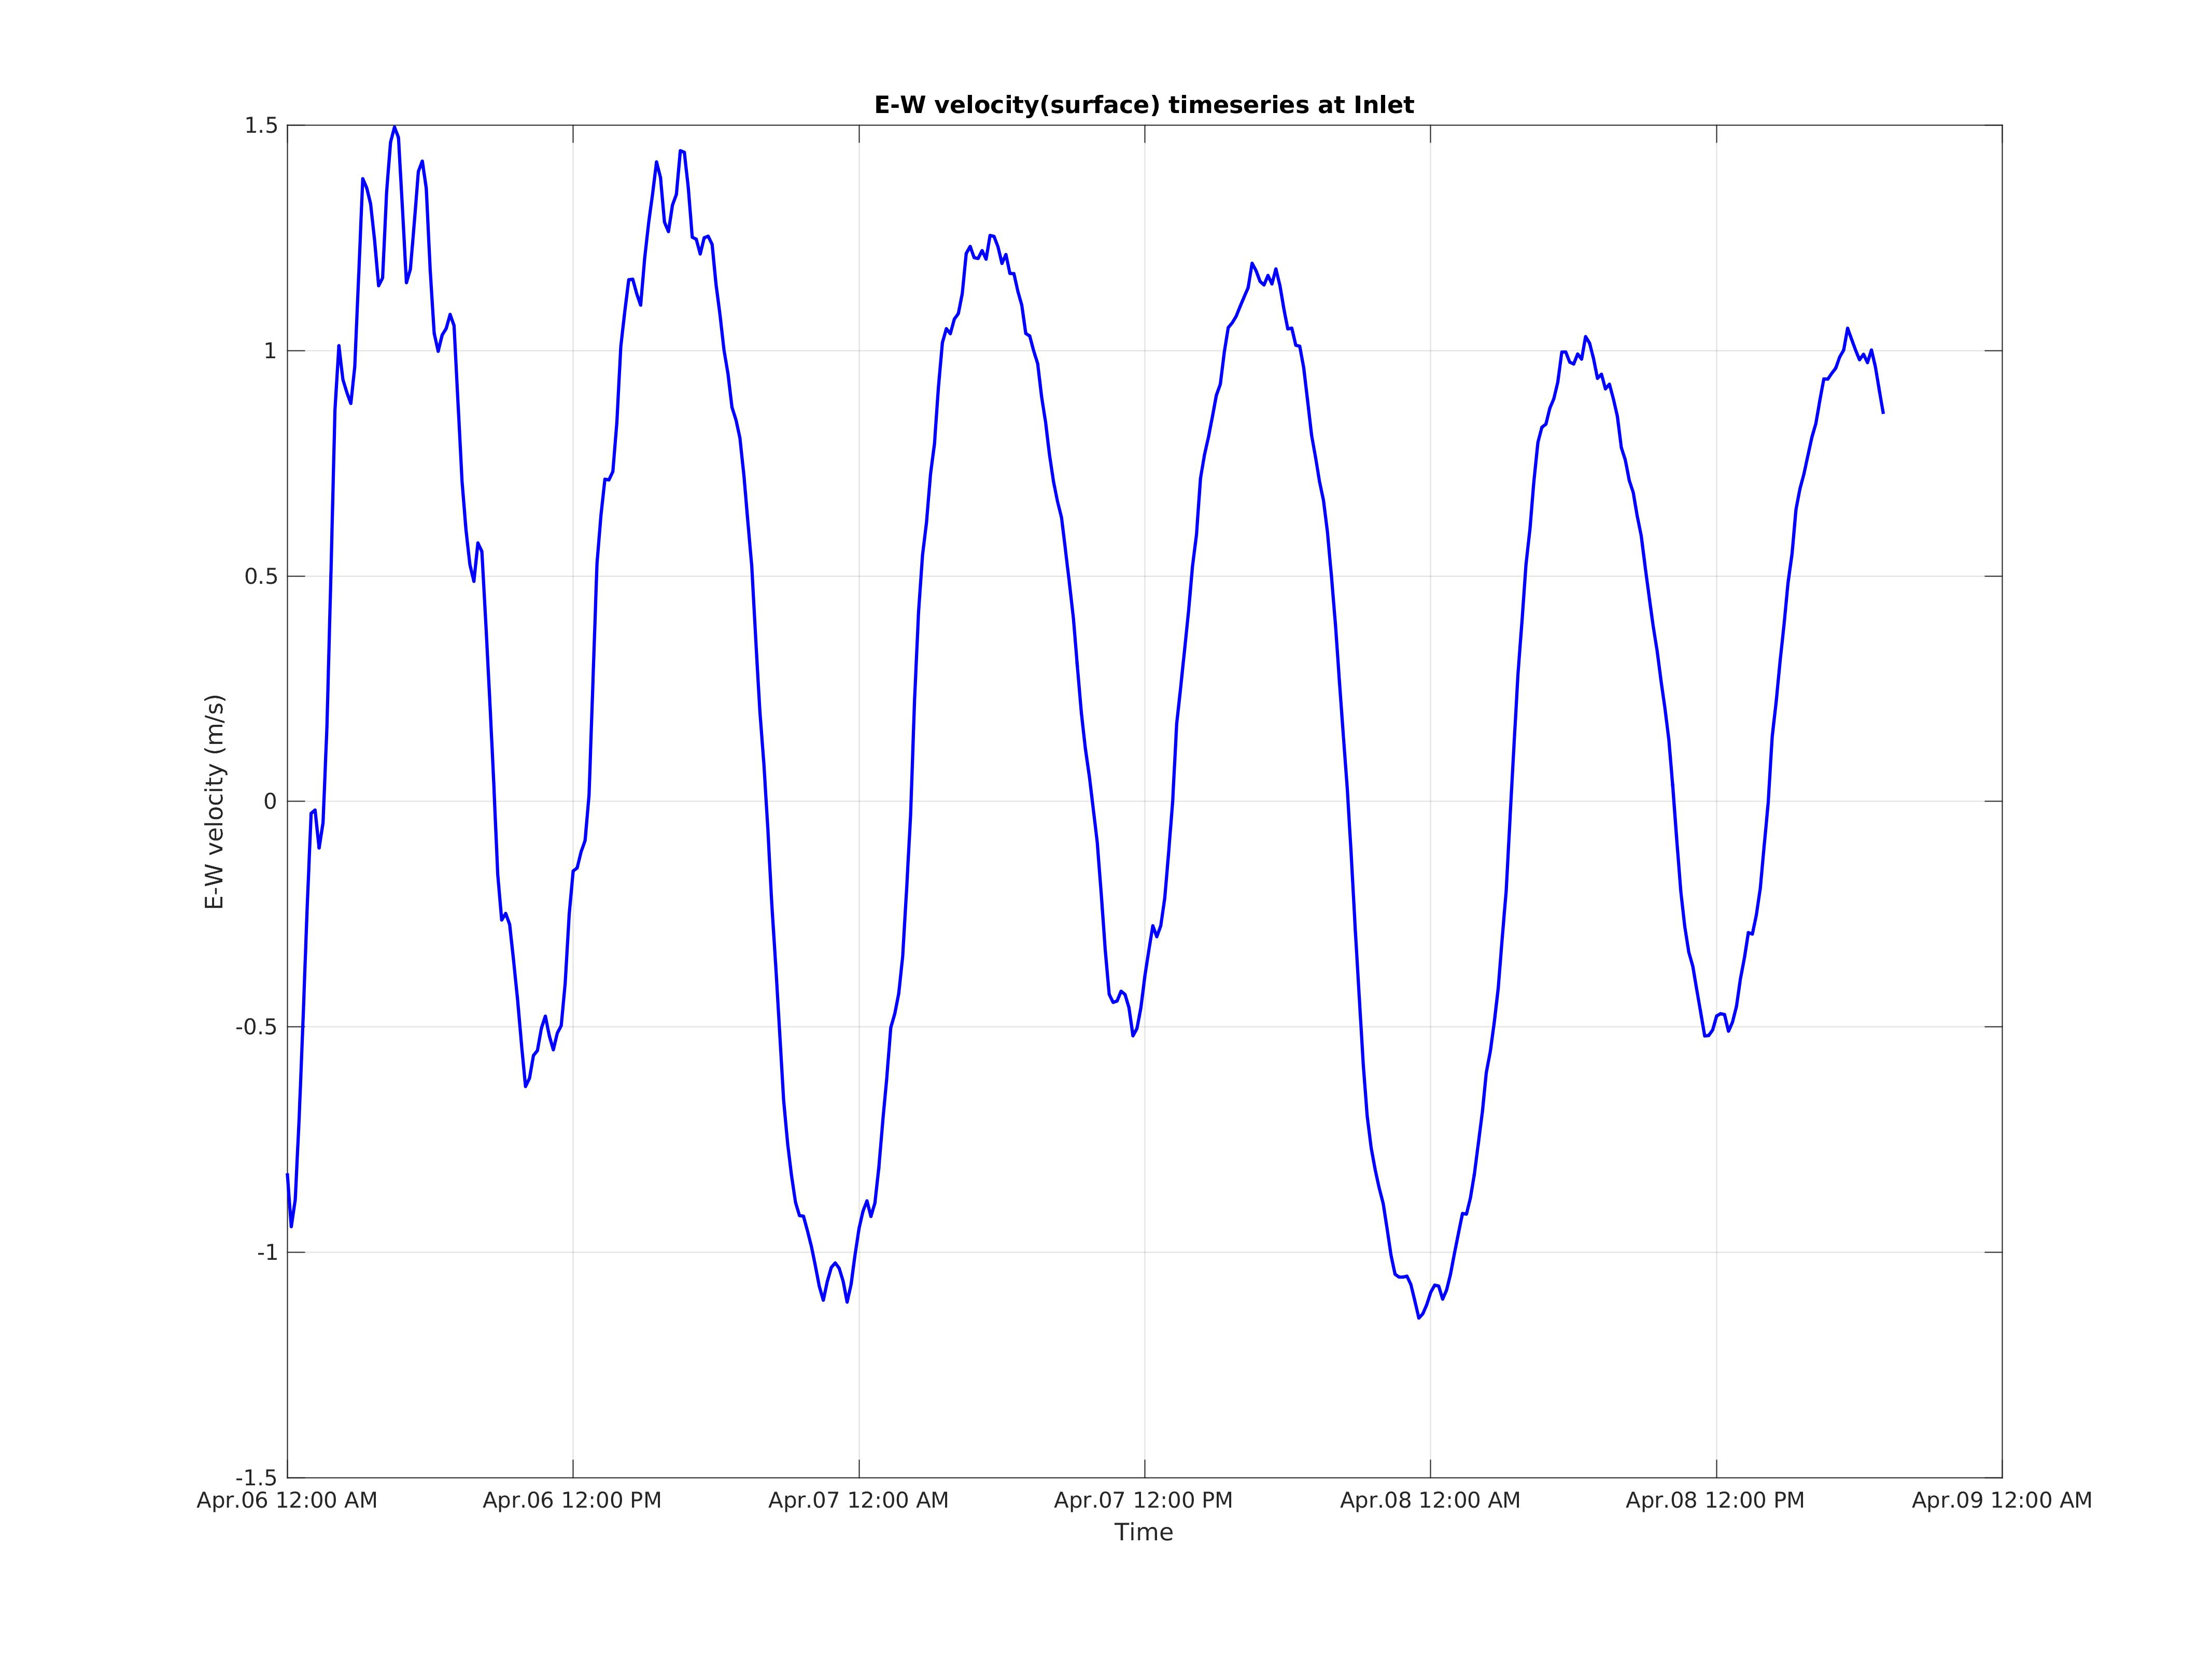 E-W velocity(surface) timeseries at Inlet
1.5
1
0.5
0
-0.5
-1
-1.5
E-W velocity (m/s)
Apr.06 12:00 AM Apr.06 12:00 PM Apr.07 12:00 AM Apr.07 12:00 PM Apr.08 12:00 AM Apr.08 12:00 PM Apr.09 12:00 AM
Time